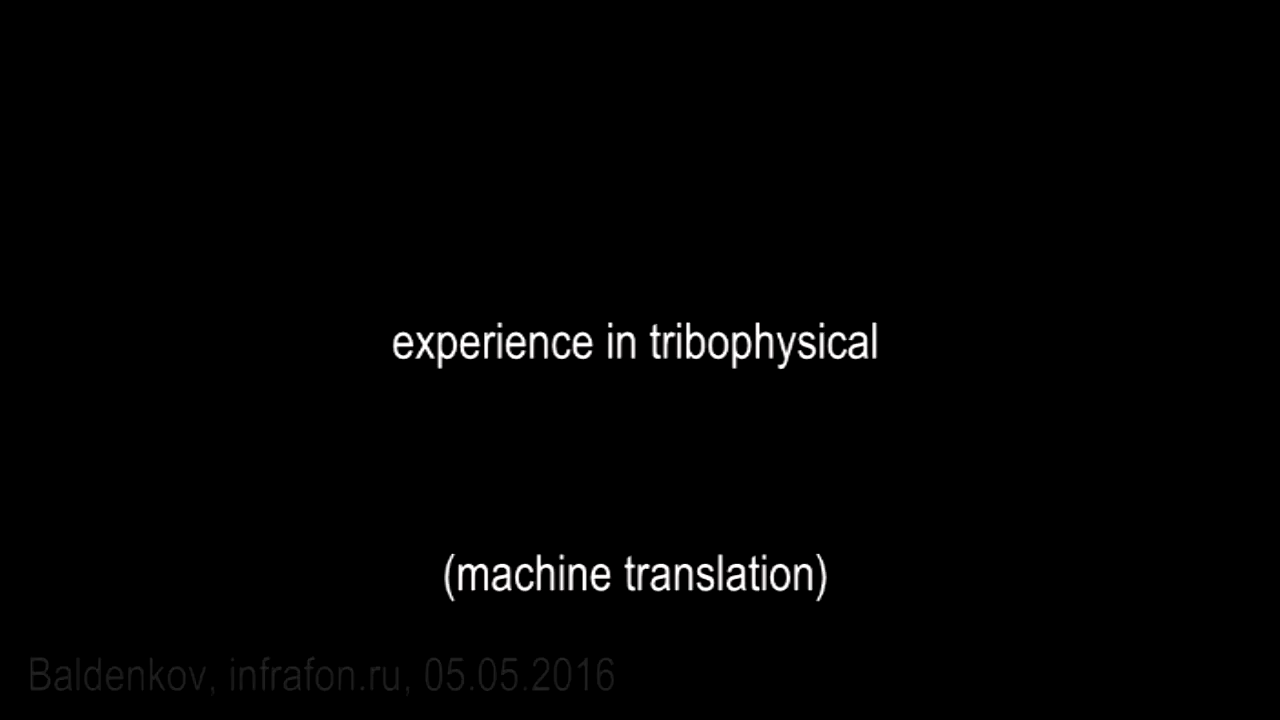 experience in tribophysical
(machine translation)
Baldenkov, infrafon.ru, 05.05.2016